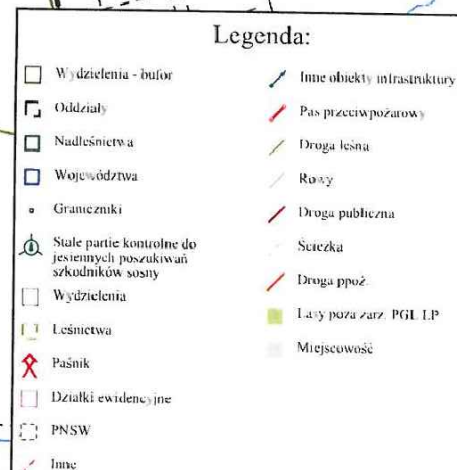 Legenda:
Wydzielenia - bufor
Oddziały
Nadleśnictwa
Województwa
Graniczniki
Stałe partie kontrolne do
jesiennych poszukiwań
szkodników sosny
Wydzielenia
Leśnictwa
Paśnik
Działki ewidencyjne
PNSW
Inne
Inne obiekty infrastruktury
Pas przeciwpożarowy
Droga leśna
Rowy
Droga publiczna
Ścieżka
Droga ppoż.
Lasy poza zarz. PGL LP
Miejscowość